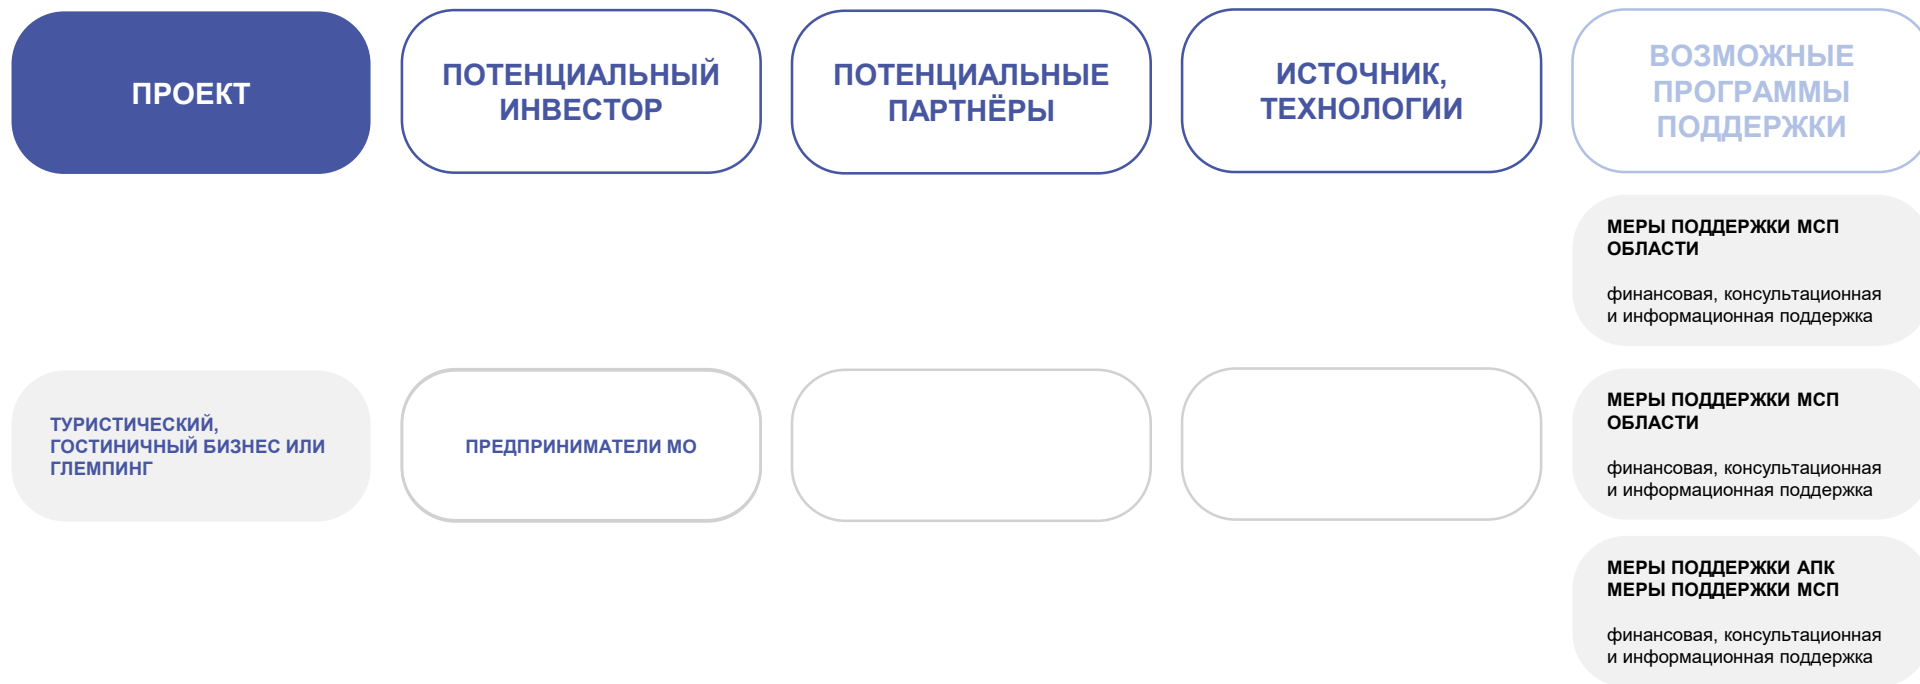 ПРОЕКТ
ПОТЕНЦИАЛЬНЫЙ
ИНВЕСТОР
ПОТЕНЦИАЛЬНЫЕ
ПАРТНЁРЫ
ИСТОЧНИК,
ТЕХНОЛОГИИ
ВОЗМОЖНЫЕ
ПРОГРАММЫ
ПОДДЕРЖКИ
МЕРЫ ПОДДЕРЖКИ МСП
ОБЛАСТИ
финансовая, консультационная
и информационная поддержка
ТУРИСТИЧЕСКИЙ,
ГОСТИНИЧНЫЙ БИЗНЕС ИЛИ
ГЛЕМПИНГ
ПРЕДПРИНИМАТЕЛИ МО
МЕРЫ ПОДДЕРЖКИ МСП
ОБЛАСТИ
финансовая, консультационная
и информационная поддержка
МЕРЫ ПОДДЕРЖКИ АПК
МЕРЫ ПОДДЕРЖКИ МСП
финансовая, консультационная
и информационная поддержка